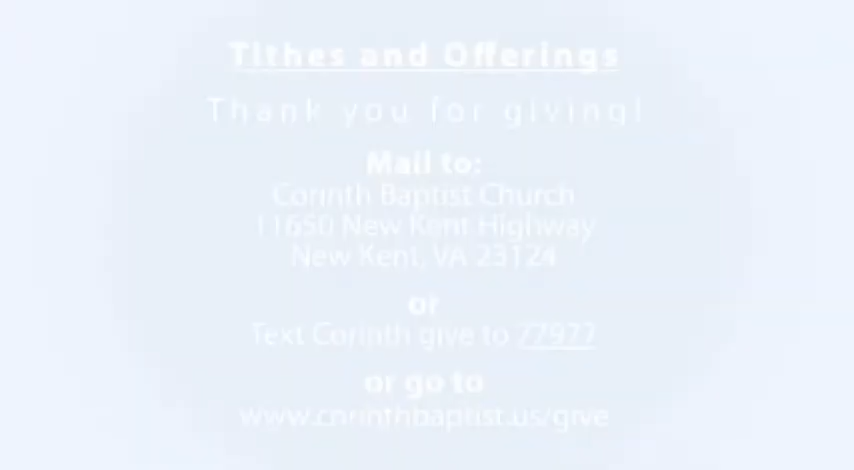 Tithes and Offerings
Thank you for giving!
Mail to:
Corinth Baptist Church
11650 New Kent Highway
New Kent, VA 23124
or
Text Corinth give to 77977
or go to
www.corinthbaptist.us/give